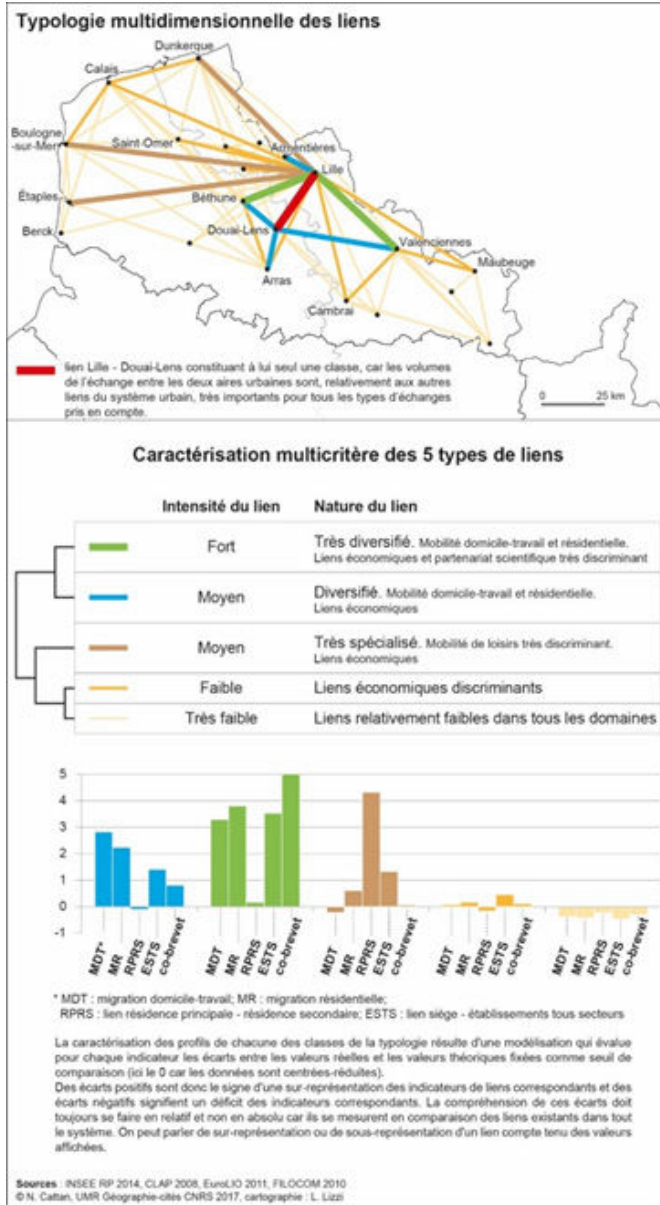 Typologie multidimensionnelle des liens
Dunkerque
Calais
Boulogne
-sur-Mer
Saint-Omer
Armentières
Lille
Étaples
Béthune
Berck
Douai-Lens
Valenciennes
Maubeuge
Arras
Cambrai
lien Lille - Douai-Lens constituant à lui seul une classe, car les volumes
de l'échange entre les deux aires urbaines sont, relativement aux autres
liens du système urbain, très importants pour tous les types d'échanges
pris en compte.
0 25 km
Caractérisation multicritère des 5 types de liens
Intensité du lien Nature du lien
Fort Très diversifié. Mobilité domicile-travail et résidentielle.
Liens économiques et partenariat scientifique très discriminant
Moyen Diversifié. Mobilité domicile-travail et résidentielle.
Liens économiques
Moyen Très spécialisé. Mobilité de loisirs très discriminant.
Liens économiques
Faible Liens économiques discriminants
Très faible Liens relativement faibles dans tous les domaines
5
4
3
2
1
0
-1
MDT* MR RPRS ESTS co-brevet MDT MR RPRS ESTS co-brevet MDT MR RPRS ESTS co-brevet MDT MR RPRS ESTS co-brevet MDT MR RPRS ESTS co-brevet
* MDT : migration domicile-travail; MR : migration résidentielle;
RPRS : lien résidence principale - résidence secondaire; ESTS : lien siège - établissements tous secteurs
La caractérisation des profils de chacune des classes de la typologie résulte d'une modélisation qui évalue
pour chaque indicateur les écarts entre les valeurs réelles et les valeurs théoriques fixées comme seuil de
comparaison (ici le 0 car les données sont centrées-réduites).
Des écarts positifs sont donc le signe d'une sur-représentation des indicateurs de liens correspondants et des
écarts négatifs signifient un déficit des indicateurs correspondants. La compréhension de ces écarts doit
toujours se faire en relatif et non en absolu car ils se mesurent en comparaison des liens existants dans tout
le système. On peut parler de sur-représentation ou de sous-représentation d'un lien compte tenu des valeurs
affichées.
Sources : INSEE RP 2014, CLAP 2008, EuroLIO 2011, FILOCOM 2010
© N. Cattan, UMR Géographie-cités CNRS 2017, cartographie : L. Lizzi